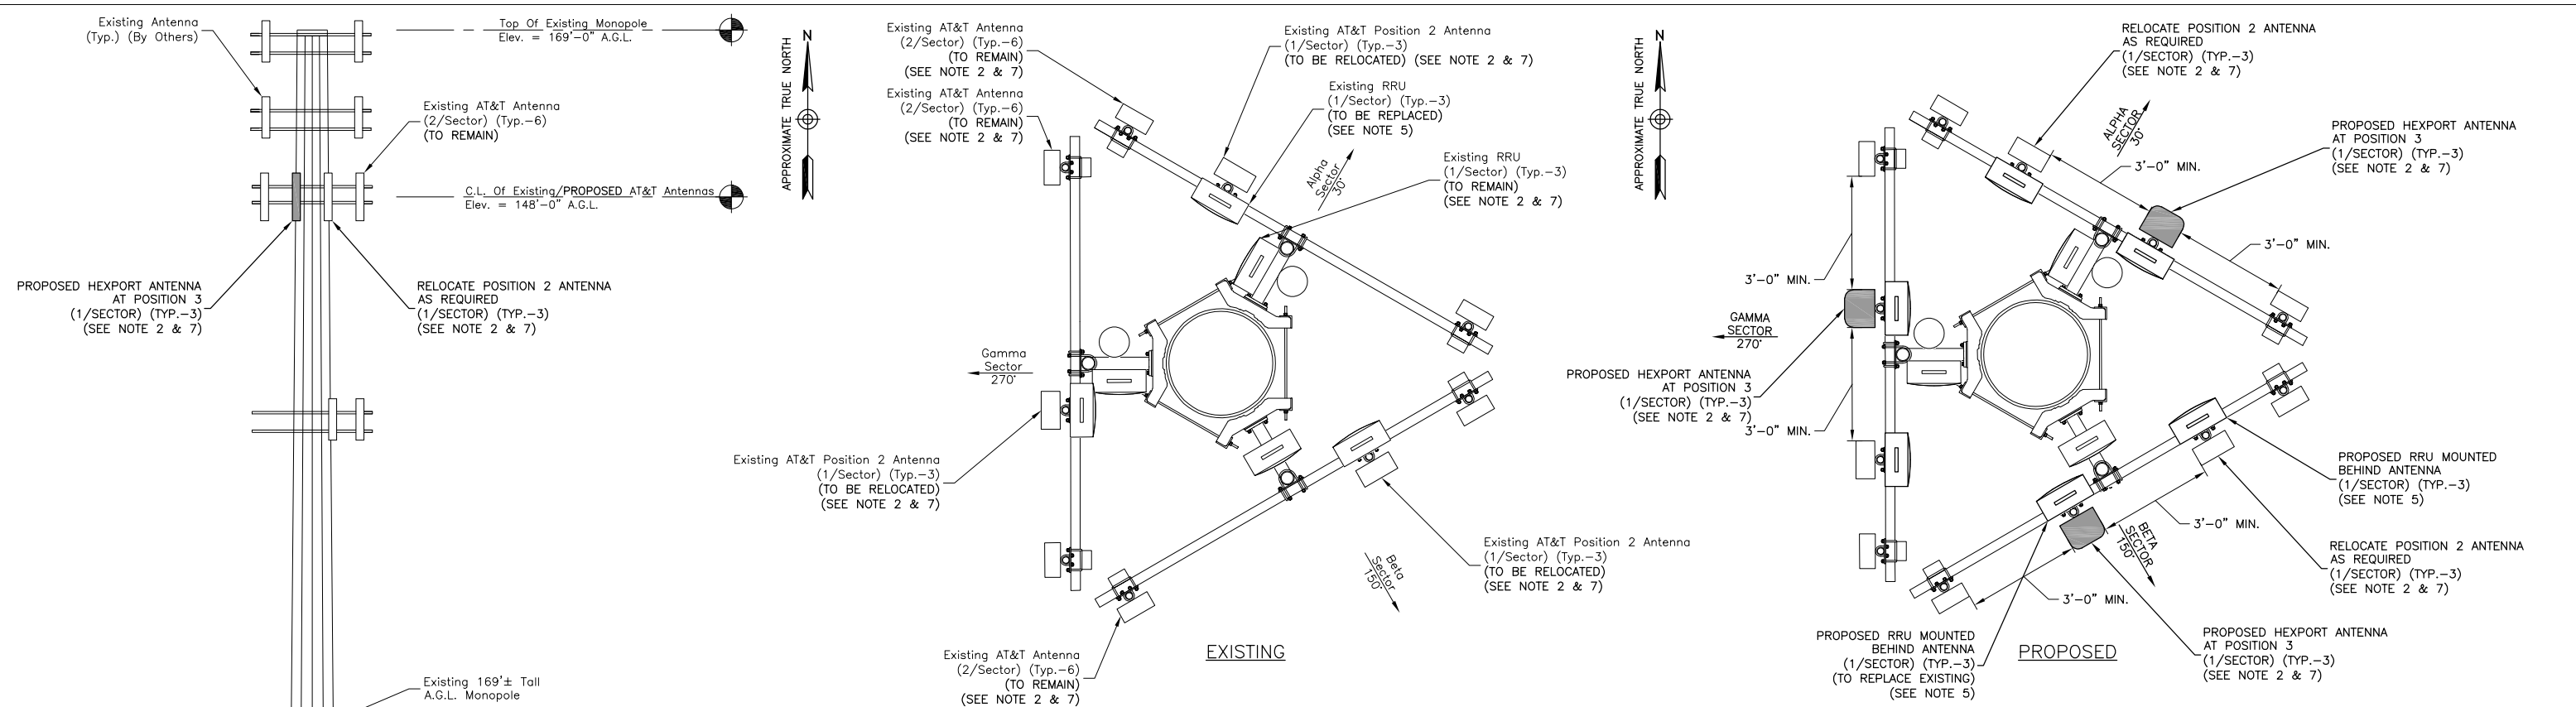 Existing Antenna
(Typ.) (By Others)
Top Of Existing Monopole
Elev. = 169'-0" A.G.L.
Existing AT&T Antenna
(2/Sector) (Typ.-6)
(TO REMAIN)
C.L. Of Existing/PROPOSED AT&T Antennas
Elev. = 148'-0" A.G.L.
PROPOSED HEXPORT ANTENNA
AT POSITION 3
(1/SECTOR) (TYP.-3)
(SEE NOTE 2 & 7)
RELOCATE POSITION 2 ANTENNA
AS REQUIRED
(1/SECTOR) (TYP.-3)
(SEE NOTE 2 & 7)
Existing 169'± Tall
A.G.L. Monopole
N
APPROXIMATE TRUE NORTH
Existing AT&T Antenna
(2/Sector) (Typ.-6)
(TO REMAIN)
(SEE NOTE 2 & 7)
Existing AT&T Antenna
(2/Sector) (Typ.-6)
(TO REMAIN)
(SEE NOTE 2 & 7)
Existing AT&T Position 2 Antenna
(1/Sector) (Typ.-3)
(TO BE RELOCATED) (SEE NOTE 2 & 7)
Existing RRU
(1/Sector) (Typ.-3)
(TO BE REPLACED)
(SEE NOTE 5)
Alpha
Sector
30°
Existing RRU
(1/Sector) (Typ.-3)
(TO REMAIN)
(SEE NOTE 2 & 7)
Gamma
Sector
270°
Existing AT&T Position 2 Antenna
(1/Sector) (Typ.-3)
(TO BE RELOCATED)
(SEE NOTE 2 & 7)
Existing AT&T Position 2 Antenna
(1/Sector) (Typ.-3)
(TO BE RELOCATED)
(SEE NOTE 2 & 7)
Beta
Sector
150°
Existing AT&T Antenna
(2/Sector) (Typ.-6)
(TO REMAIN)
(SEE NOTE 2 & 7)
EXISTING
N
APPROXIMATE TRUE NORTH
RELOCATE POSITION 2 ANTENNA
AS REQUIRED
(1/SECTOR) (TYP.-3)
(SEE NOTE 2 & 7)
ALPHA
SECTOR
30°
PROPOSED HEXPORT ANTENNA
AT POSITION 3
(1/SECTOR) (TYP.-3)
(SEE NOTE 2 & 7)
3'-0" MIN.
3'-0" MIN.
3'-0" MIN.
GAMMA
SECTOR
270°
PROPOSED HEXPORT ANTENNA
AT POSITION 3
(1/SECTOR) (TYP.-3)
(SEE NOTE 2 & 7)
3'-0" MIN.
PROPOSED RRU MOUNTED
BEHIND ANTENNA
(1/SECTOR) (TYP.-3)
(SEE NOTE 5)
3'-0" MIN.
BETA
SECTOR
150°
RELOCATE POSITION 2 ANTENNA
AS REQUIRED
(1/SECTOR) (TYP.-3)
(SEE NOTE 2 & 7)
3'-0" MIN.
PROPOSED RRU MOUNTED
BEHIND ANTENNA
(1/SECTOR) (TYP.-3)
(TO REPLACE EXISTING)
(SEE NOTE 5)
PROPOSED HEXPORT ANTENNA
AT POSITION 3
(1/SECTOR) (TYP.-3)
(SEE NOTE 2 & 7)
PROPOSED